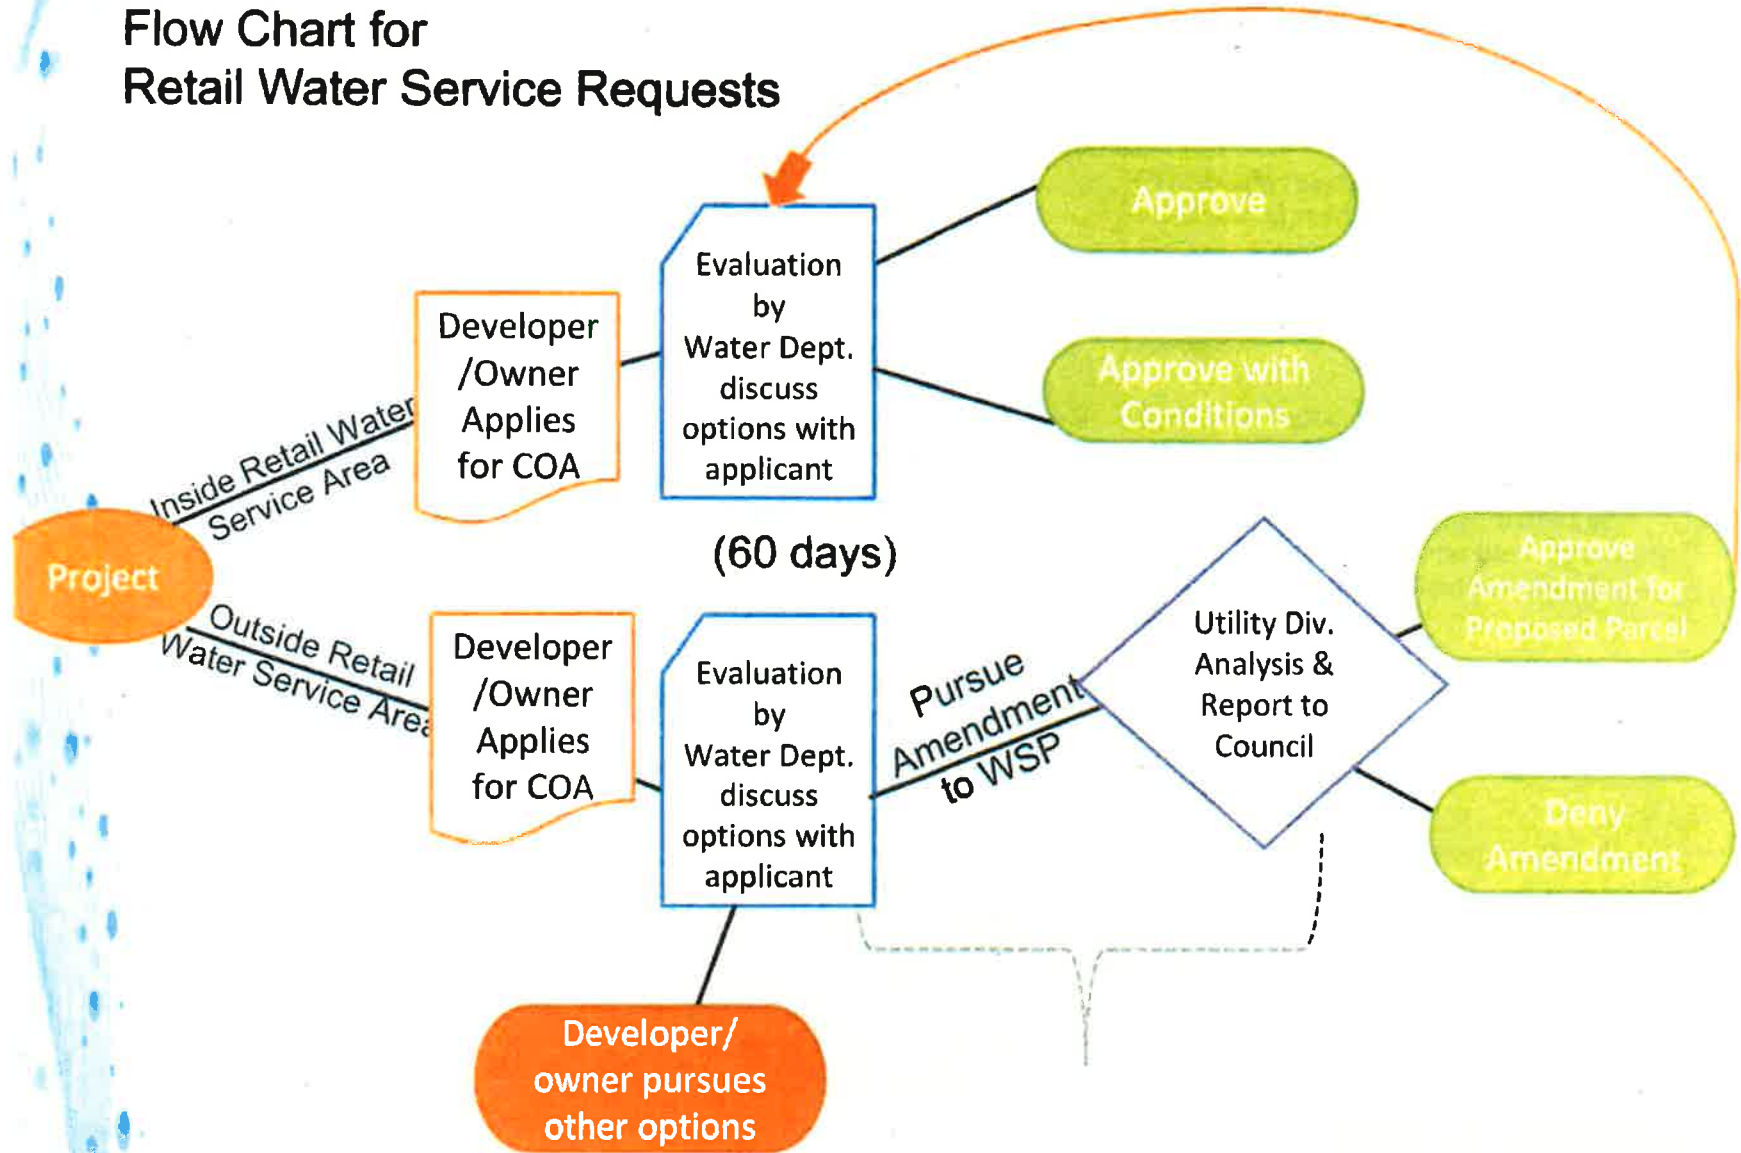 Flow Chart for
Retail Water Service Requests
Project
Inside Retail Water
Service Area
Developer
/Owner
Applies
for COA
Evaluation
by
Water Dept.
discuss
options with
applicant
Approve
Approve with
Conditions
(60 days)
Outside Retail
Water Service Area
Developer
/Owner
Applies
for COA
Evaluation
by
Water Dept.
discuss
options with
applicant
Pursue
Amendment
to WSP
Utility Div.
Analysis &
Report to
Council
Approve
Amendment for
Proposed Parcel
Deny
Amendment
Developer/
owner pursues
other options